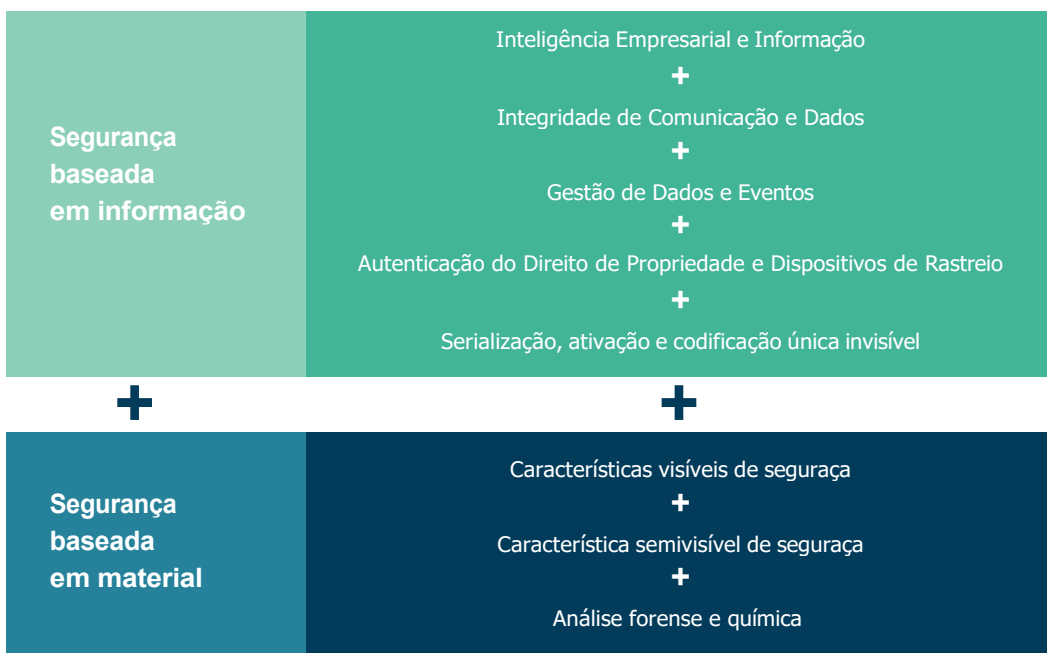 Segurança
baseada
em informação
Inteligência Empresarial e Informação
+
Integridade de Comunicação e Dados
+
Gestão de Dados e Eventos
+
Autenticação do Direito de Propriedade e Dispositivos de Rastreio
+
Serialização, ativação e codificação única invisível
+
+
Segurança
baseada
em material
Características visíveis de seguraça
+
Característica semivisível de seguraça
+
Análise forense e química